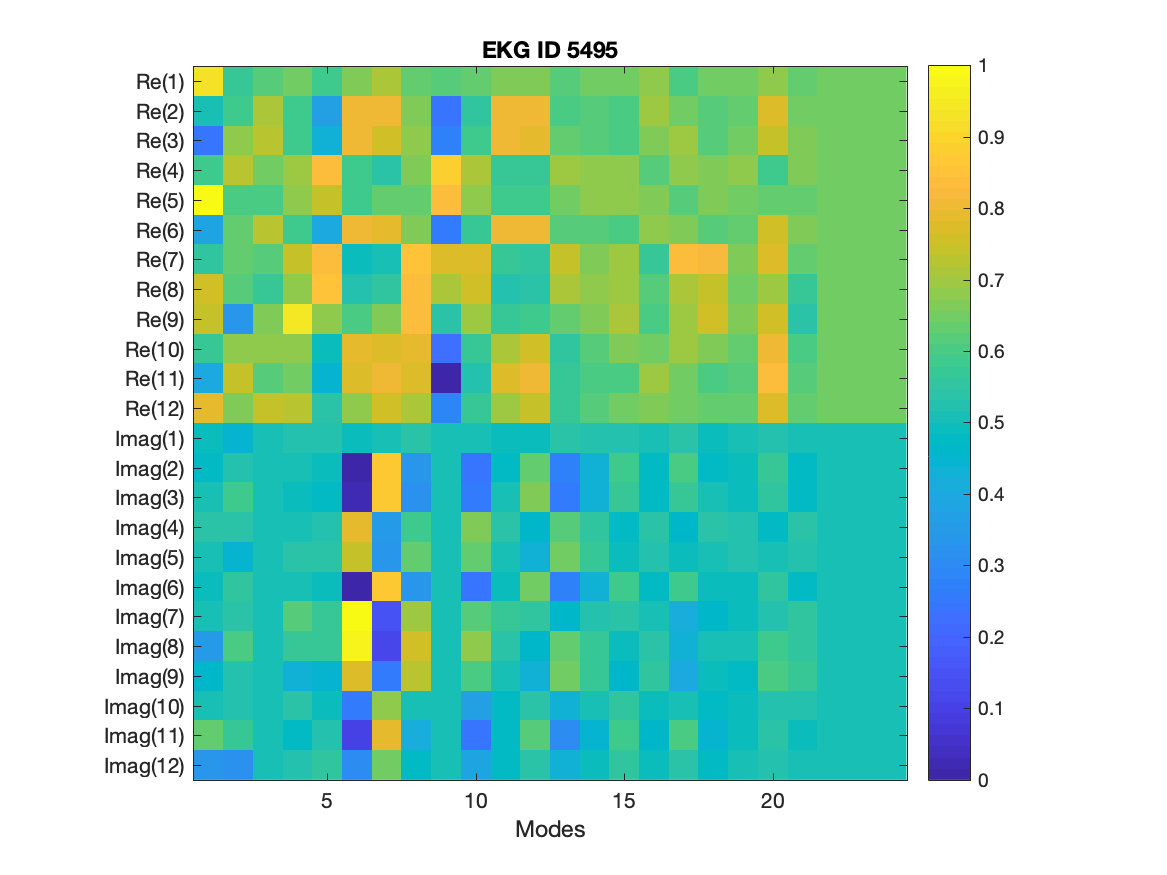 EKG ID 5495
Re(1)
Re(2)
Re(3)
Re(4)
Re(5)
Re(6)
Re(7)
Re(8)
Re(9)
Re(10)
Re(11)
Re(12)
Imag(1)
Imag(2)
Imag(3)
Imag(4)
Imag(5)
Imag(6)
Imag(7)
Imag(8)
Imag(9)
Imag(10)
Imag(11)
Imag(12)
5 10 15 20
Modes
1
0.9
0.8
0.7
0.6
0.5
0.4
0.3
0.2
0.1
0